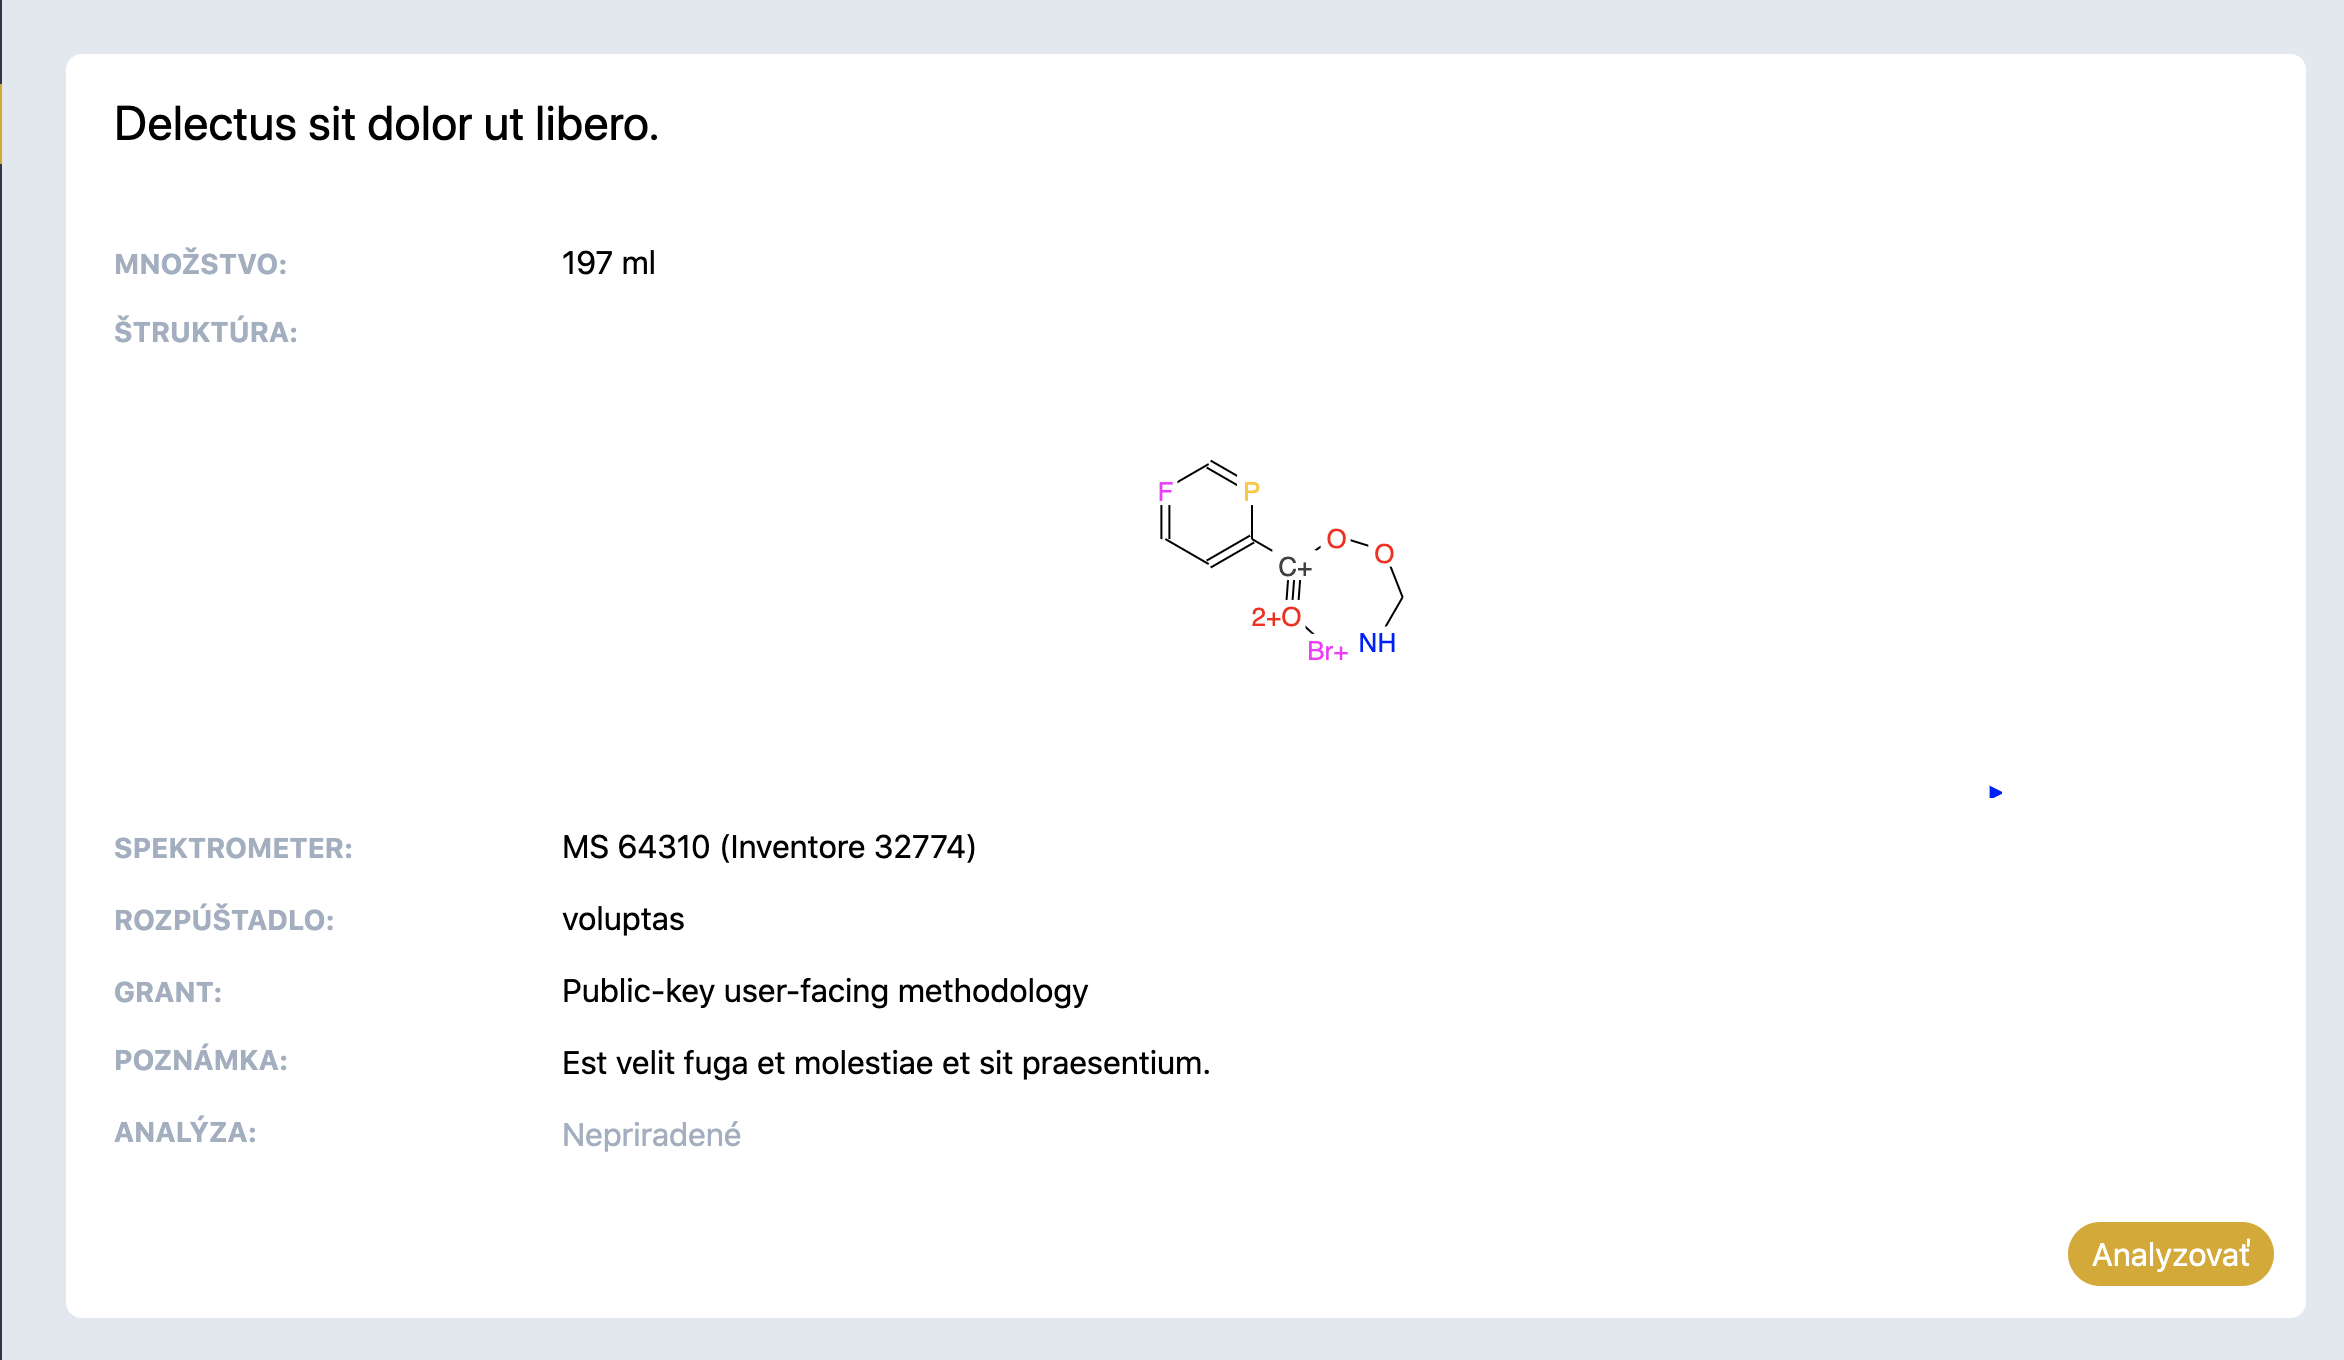 Delectus sit dolor ut libero.
MNOŽSTVO: 197 ml
ŠTRUKTÚRA:
F P
O O
C+
2+O
Br+ NH
SPEKTROMETER: MS 64310 (Inventore 32774)
ROZPÚŠTADLO: voluptas
GRANT: Public-key user-facing methodology
POZNÁMKA: Est velit fuga et molestiae et sit praesentium.
ANALÝZA: Nepriradené
Analyzovať